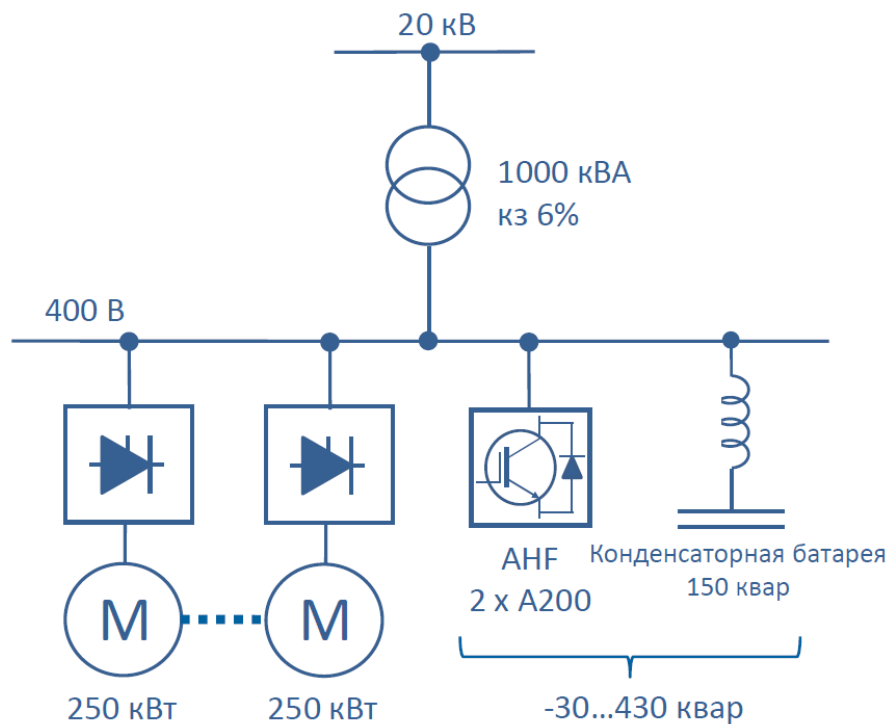 20 кВ
1000 кВА
кз 6%
400 В
AHF
2 x A200
Конденсаторная батарея
150 квар
M
M
250 кВт
250 кВт
-30...430 квар